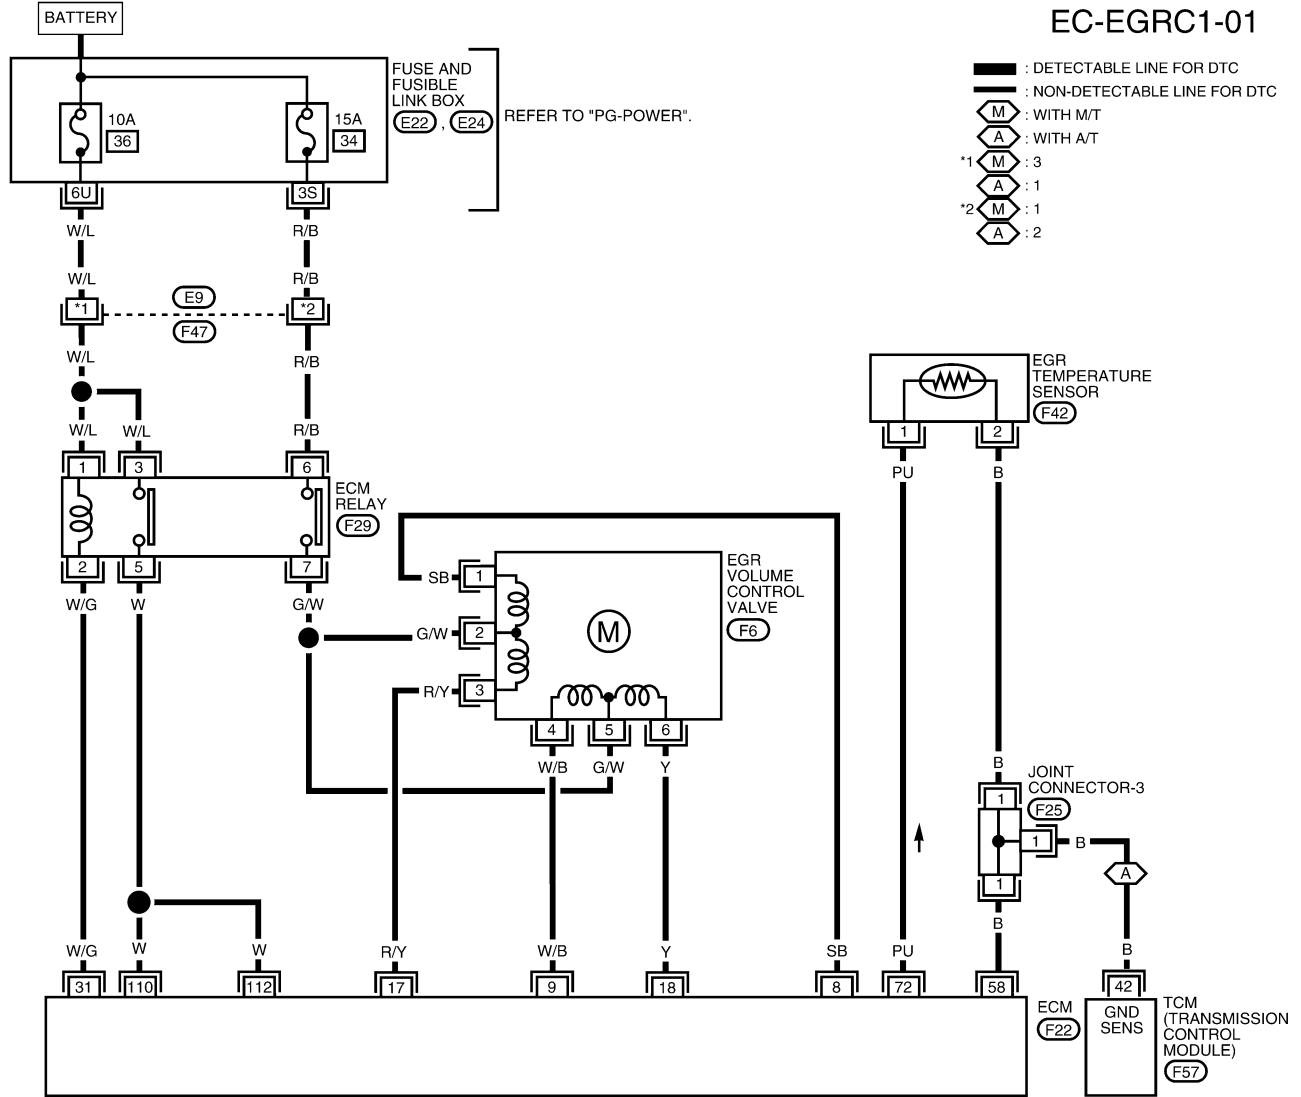 EC-EGRC1-01
BATTERY
: DETECTABLE LINE FOR DTC
: NON-DETECTABLE LINE FOR DTC
M : WITH M/T
A : WITH A/T
*1 M : 3
A : 1
*2 M : 1
A : 2
FUSE AND
FUSIBLE
LINK BOX
E22 , E24
REFER TO "PG-POWER".
10A
36
15A
34
6U
3S
W/L
R/B
W/L
R/B
*1
E9
F47
*2
W/L
R/B
W/L
W/L
R/B
1
3
6
ECM
RELAY
F29
2
5
7
W/G
W
G/W
EGR
TEMPERATURE
SENSOR
F42
1
2
PU
B
SB
1
G/W
2
R/Y
3
M
EGR
VOLUME
CONTROL
VALVE
F6
4
5
6
W/B
G/W
Y
B
JOINT
CONNECTOR-3
F25
1
1
B
1
A
B
W/G
W
W
R/Y
W/B
Y
SB
PU
B
31
110
112
17
9
18
8
72
58
42
ECM
F22
GND
SENS
TCM
(TRANSMISSION
CONTROL
MODULE)
F57